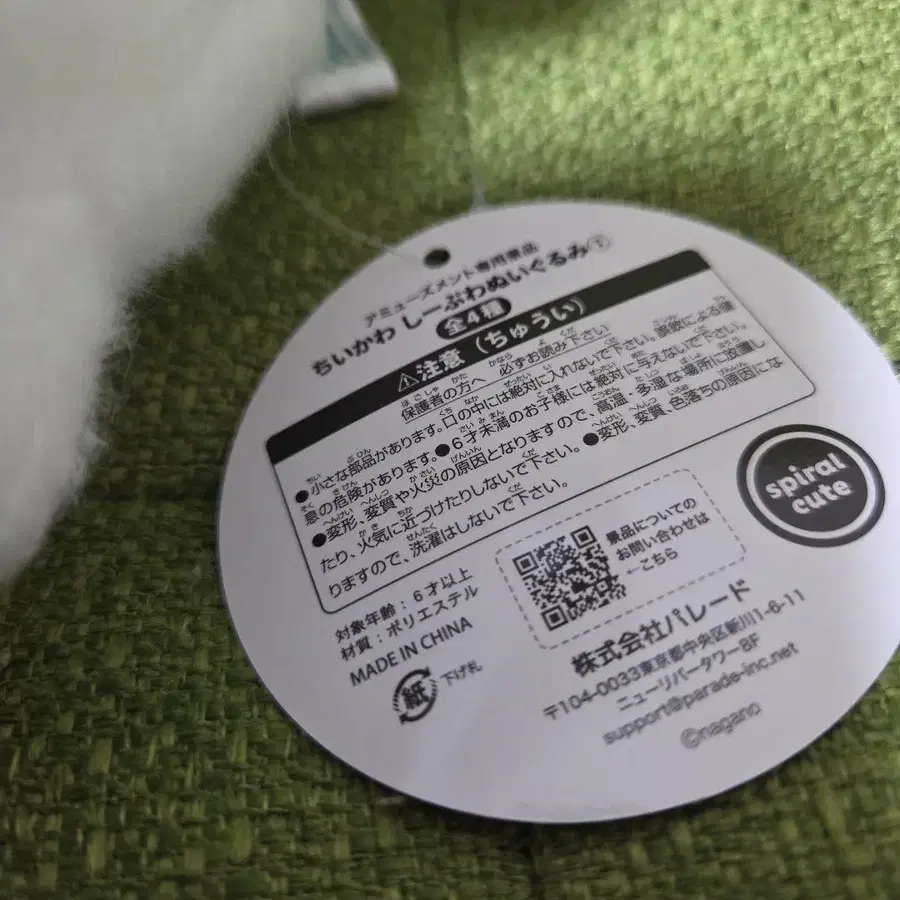 アミューズメント専用景品
ちいかわ しーぷわぬいぐるみ①
全4種
⚠注意（ちゅうい）
保護者の方へ 必ずお読み下さい
●小さな部品があります。口の中には絶対に入れないで下さい。誤飲による窒
息の危険があります。●6才未満のお子様には絶対に与えないで下さい。
●変形、変質や火災の原因となりますので、高温、多湿な場所に放置し
たり、火気に近づけたりしないで下さい。●変形、変質、色落ちの原因にな
りますので、洗濯はしないで下さい。
対象年齢：6才以上
材質：ポリエステル
MADE IN CHINA
紙
下げ札
景品についての
お問い合わせは
←こちら
spiral
cute
株式会社パレード
〒104-0033東京都中央区新川1-6-11
ニューリバータワー8F
support@parade-inc.net
©nagano